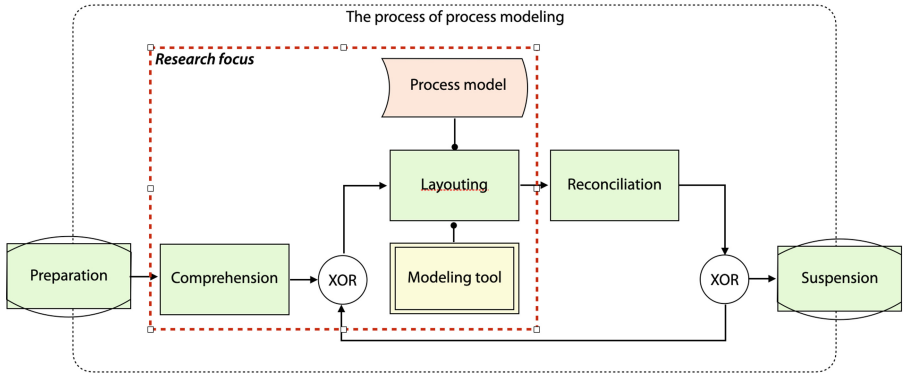 The process of process modeling
Research focus
Process model
Layouting
Reconciliation
Preparation
Comprehension
XOR
Modeling tool
XOR
Suspension